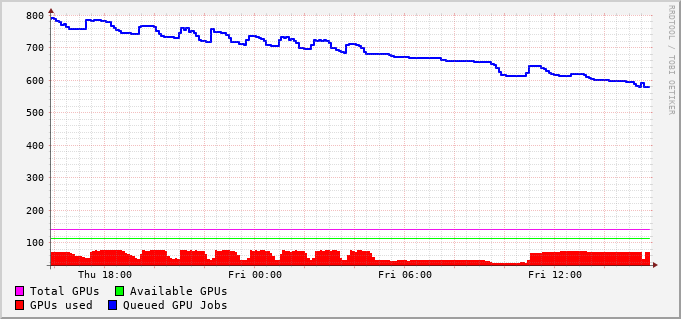 800
700
600
500
400
300
200
100
Thu 18:00 Fri 00:00 Fri 06:00 Fri 12:00
Total GPUs Available GPUs
GPUs used Queued GPU Jobs
RRDTOOL / TOBI OETIKER